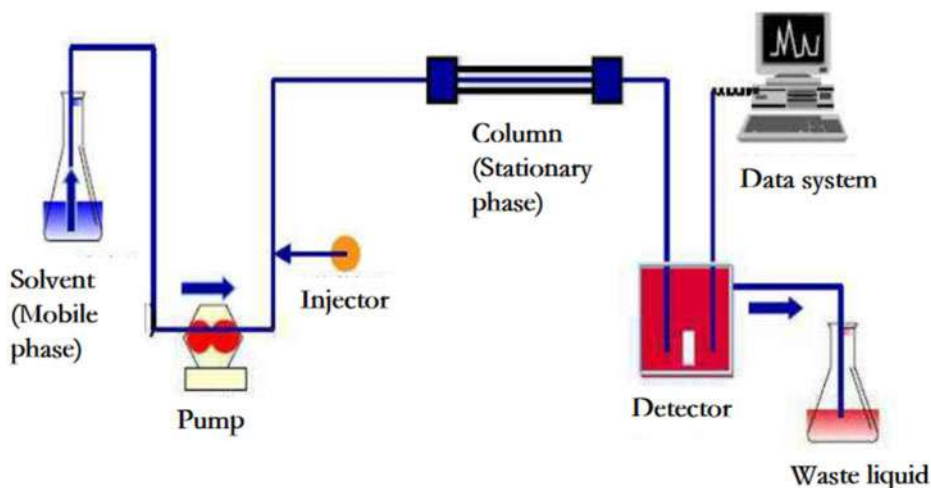 Solvent
(Mobile
phase)
Pump
Injector
Column
(Stationary
phase)
Detector
Data system
Waste liquid